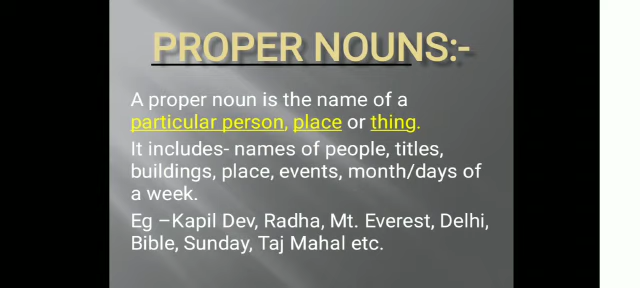 PROPER NOUNS:-
A proper noun is the name of a
particular person, place or thing.
It includes- names of people, titles,
buildings, place, events, month/days of
a week.
Eg –Kapil Dev, Radha, Mt. Everest, Delhi,
Bible, Sunday, Taj Mahal etc.